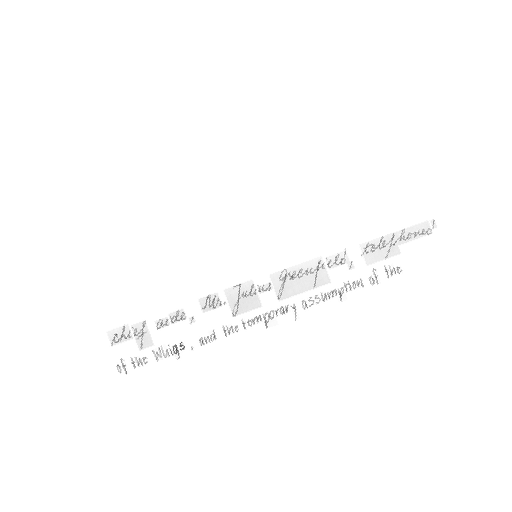 chief aide, Mr. Julius Greenfield, telephoned
of the Whigs, and the temporary assumption of the